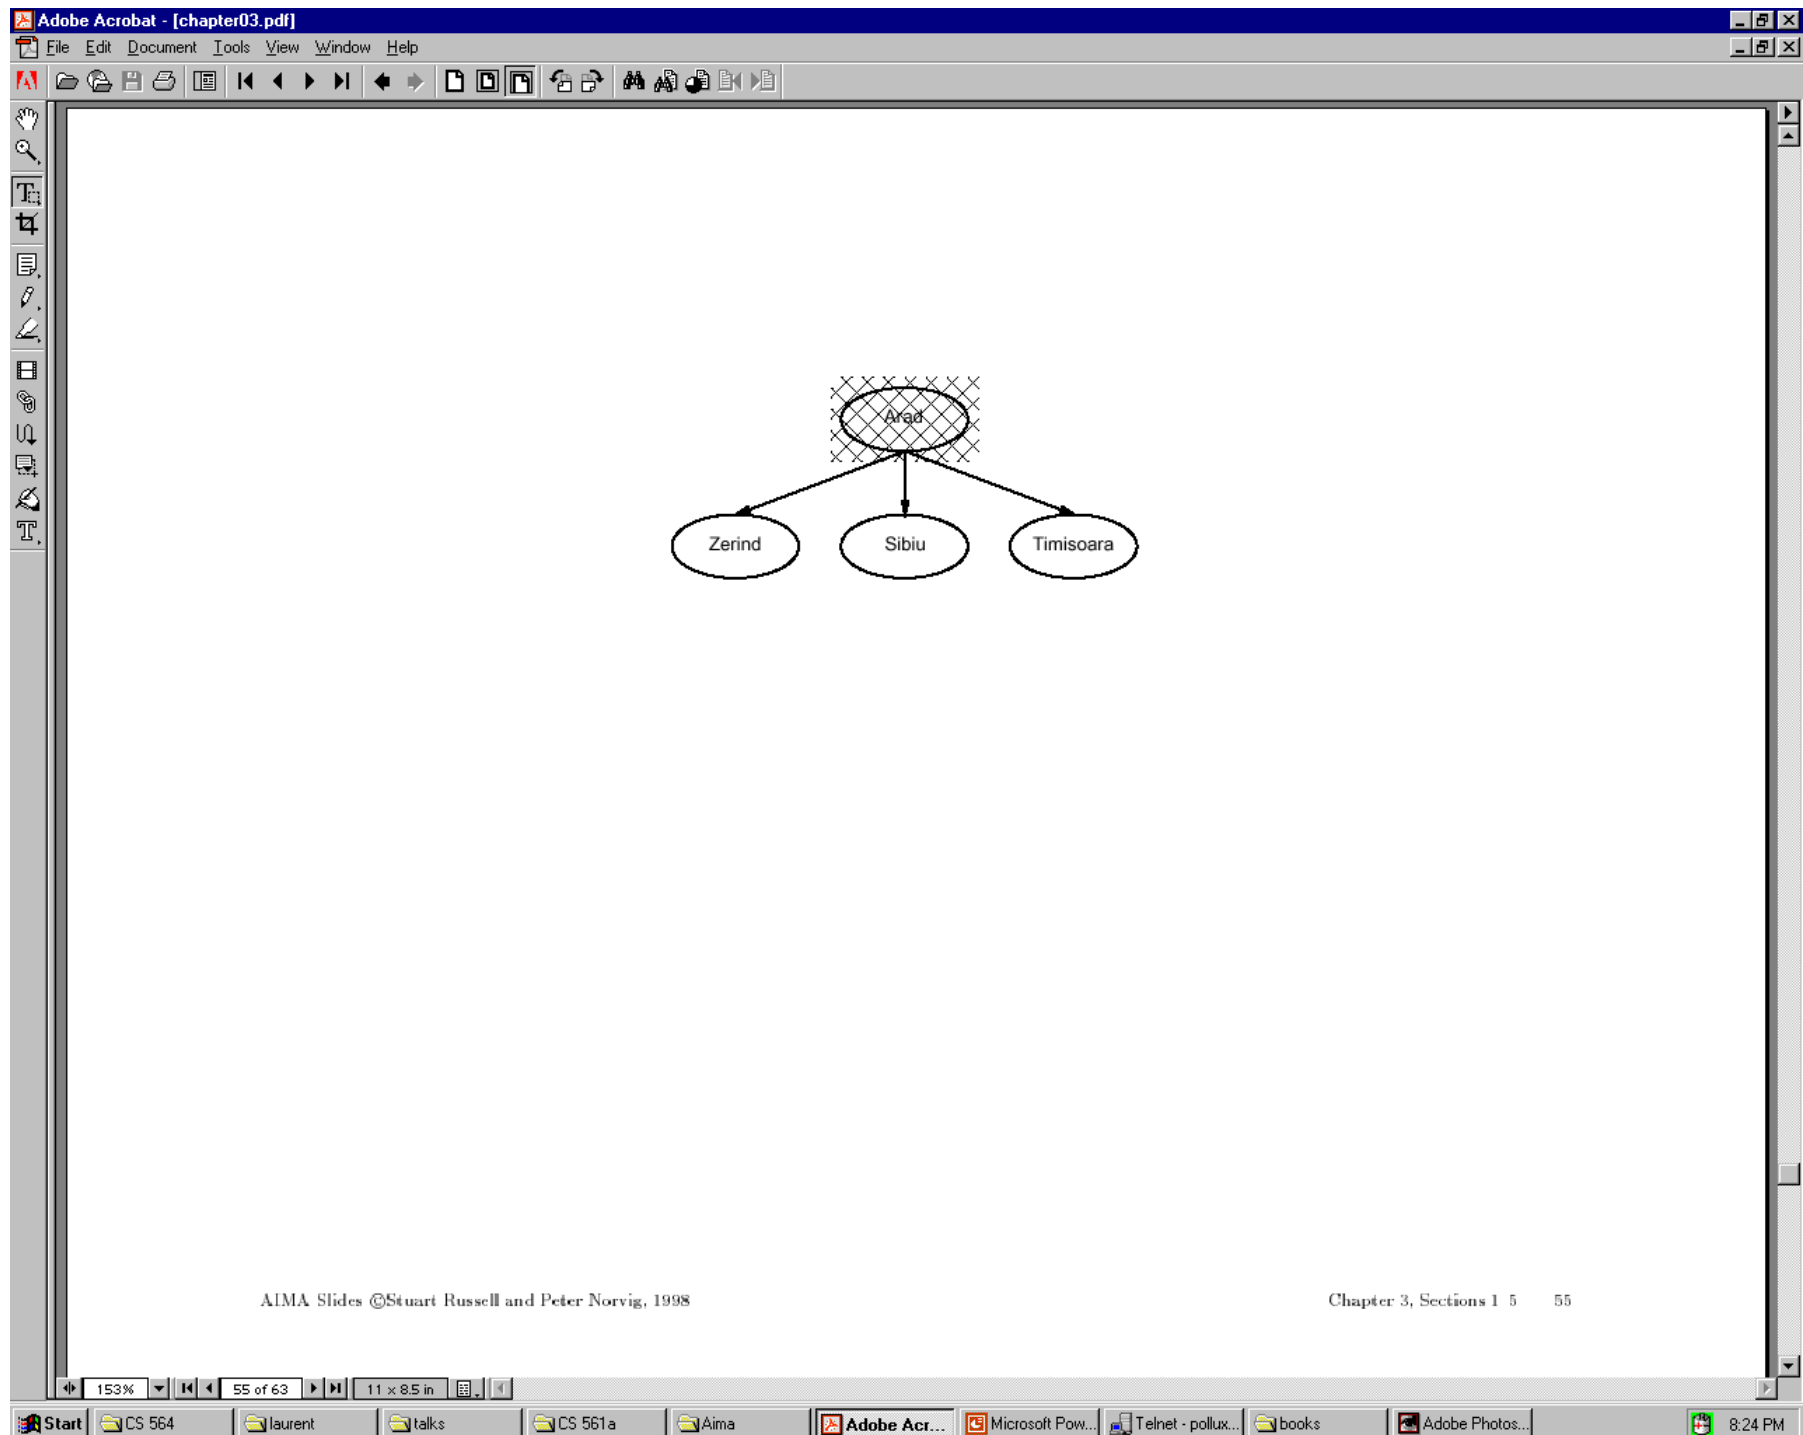 Adobe Acrobat - [chapter03.pdf]
File Edit Document Tools View Window Help
Arad
Zerind Sibiu Timisoara
AIMA Slides ©Stuart Russell and Peter Norvig, 1998 Chapter 3, Sections 1 5 55
153% 55 of 63 11 x 8.5 in
Start CS 564 laurent talks CS 561a Aima Adobe Acr... Microsoft Pow... Telnet - pollux... books Adobe Photos... 8:24 PM